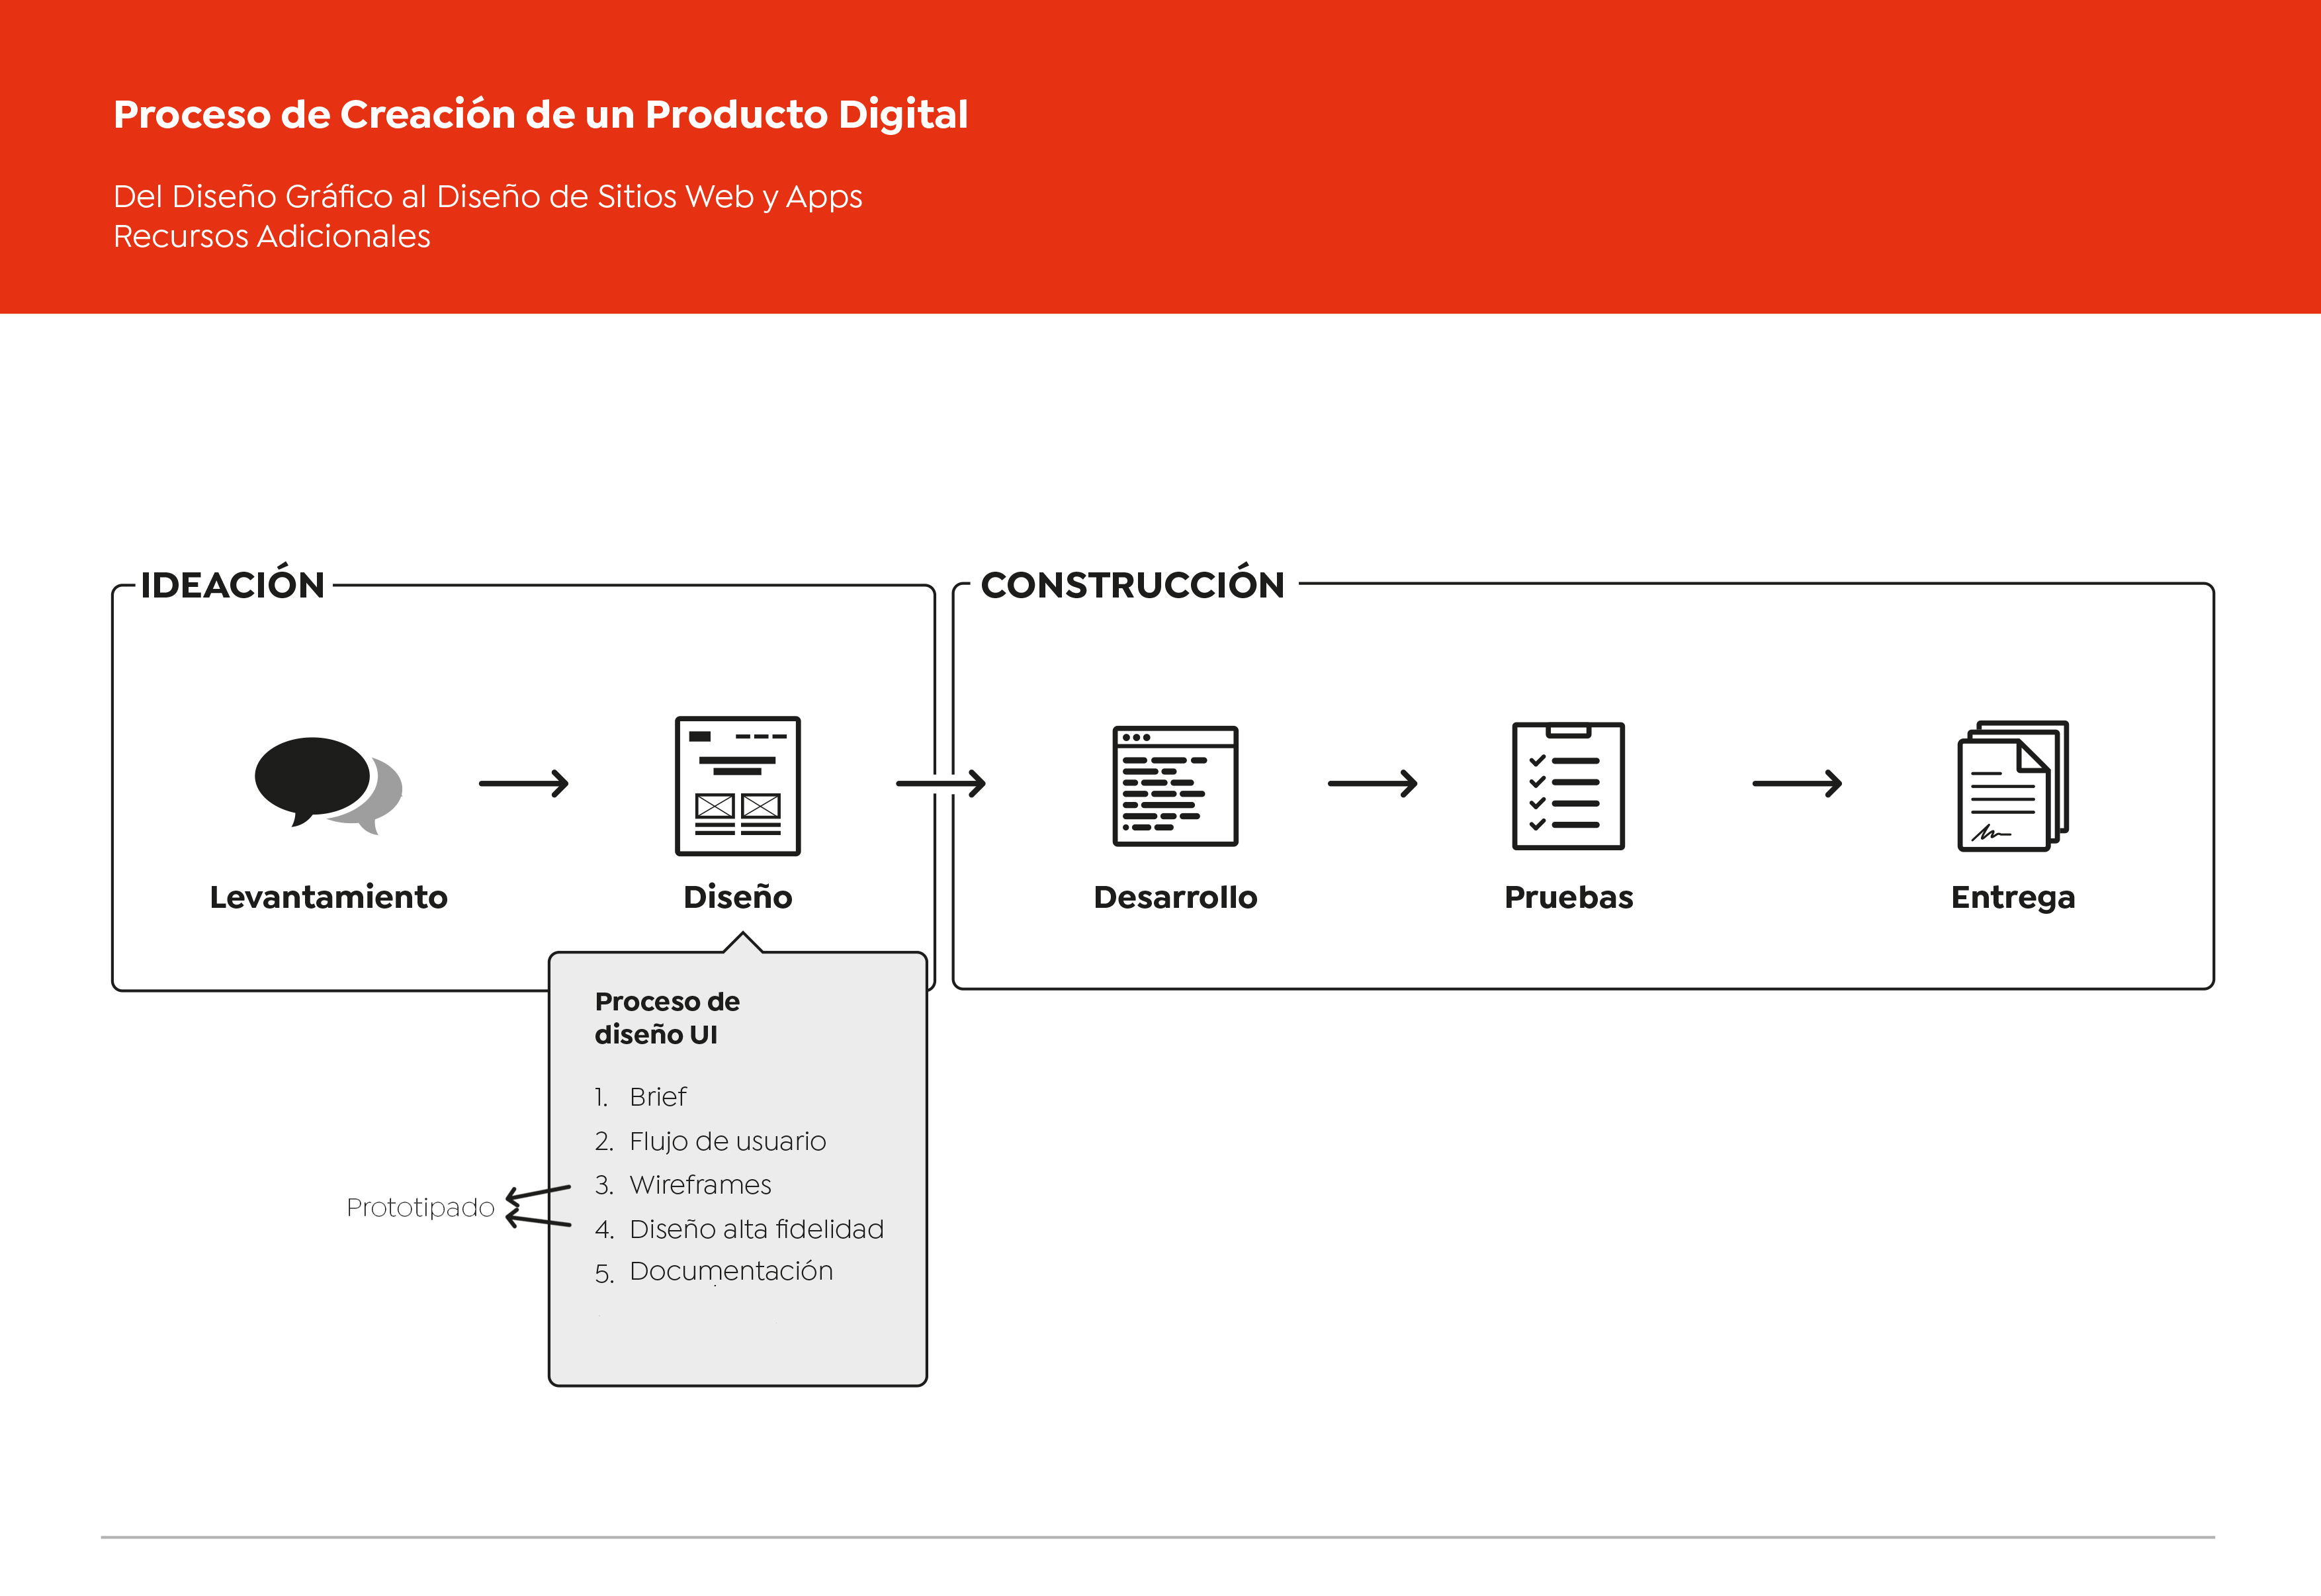 Proceso de Creación de un Producto Digital
Del Diseño Gráfico al Diseño de Sitios Web y Apps
Recursos Adicionales
IDEACIÓN
CONSTRUCCIÓN
Levantamiento
Diseño
Desarrollo
Pruebas
Entrega
Proceso de
diseño UI
1. Brief
2. Flujo de usuario
3. Wireframes
4. Diseño alta fidelidad
5. Documentación
Prototipado